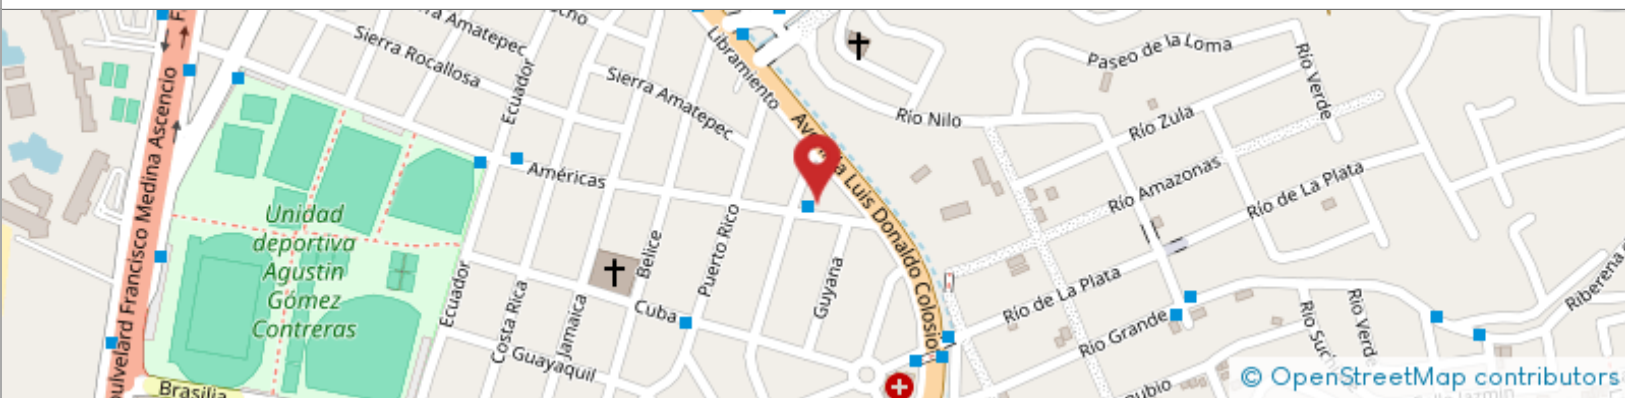 Sierra Amatepec
Sierra Rocallosa
Ecuador
Sierra Amatepec
Libramiento
Avenida Luis Donaldo Colosio
Río Nilo
Paseo de la Loma
Río Verde
Río Zula
Río Amazonas
Río de La Plata
Américas
Unidad
deportiva
Agustin
Gómez
Contreras
Francisco Medina Ascencio
Ecuador
Costa Rica
Jamaica
Belice
Puerto Rico
Guyana
Cuba
Guayaquil
Brasilia
Río de La Plata
Río Grande
Río Verde
Riberena
© OpenStreetMap contributors